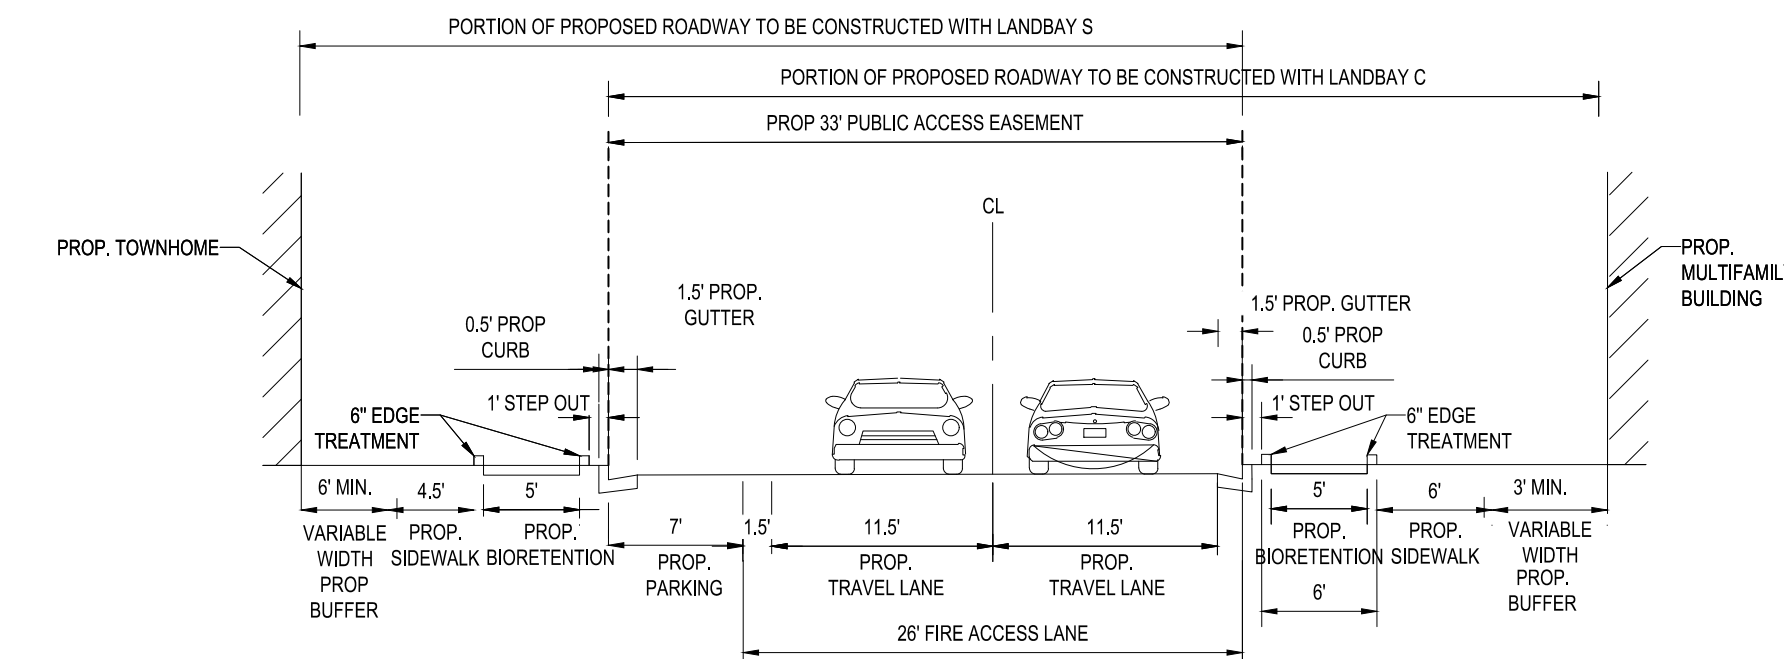 PORTION OF PROPOSED ROADWAY TO BE CONSTRUCTED WITH LANDBAY S
PORTION OF PROPOSED ROADWAY TO BE CONSTRUCTED WITH LANDBAY C
PROP 33' PUBLIC ACCESS EASEMENT
CL
PROP. TOWNHOME
PROP.
MULTIFAMILY
BUILDING
1.5' PROP.
GUTTER
1.5' PROP. GUTTER
0.5' PROP
CURB
0.5' PROP
CURB
1' STEP OUT
1' STEP OUT
6" EDGE
TREATMENT
6" EDGE
TREATMENT
6' MIN.
VARIABLE
WIDTH
PROP
BUFFER
4.5'
PROP.
SIDEWALK
5'
PROP.
BIORETENTION
7'
PROP.
PARKING
1.5'
11.5'
PROP.
TRAVEL LANE
11.5'
PROP.
TRAVEL LANE
5'
PROP.
BIORETENTION
6'
6'
PROP.
SIDEWALK
3' MIN.
VARIABLE
WIDTH
PROP.
BUFFER
26' FIRE ACCESS LANE